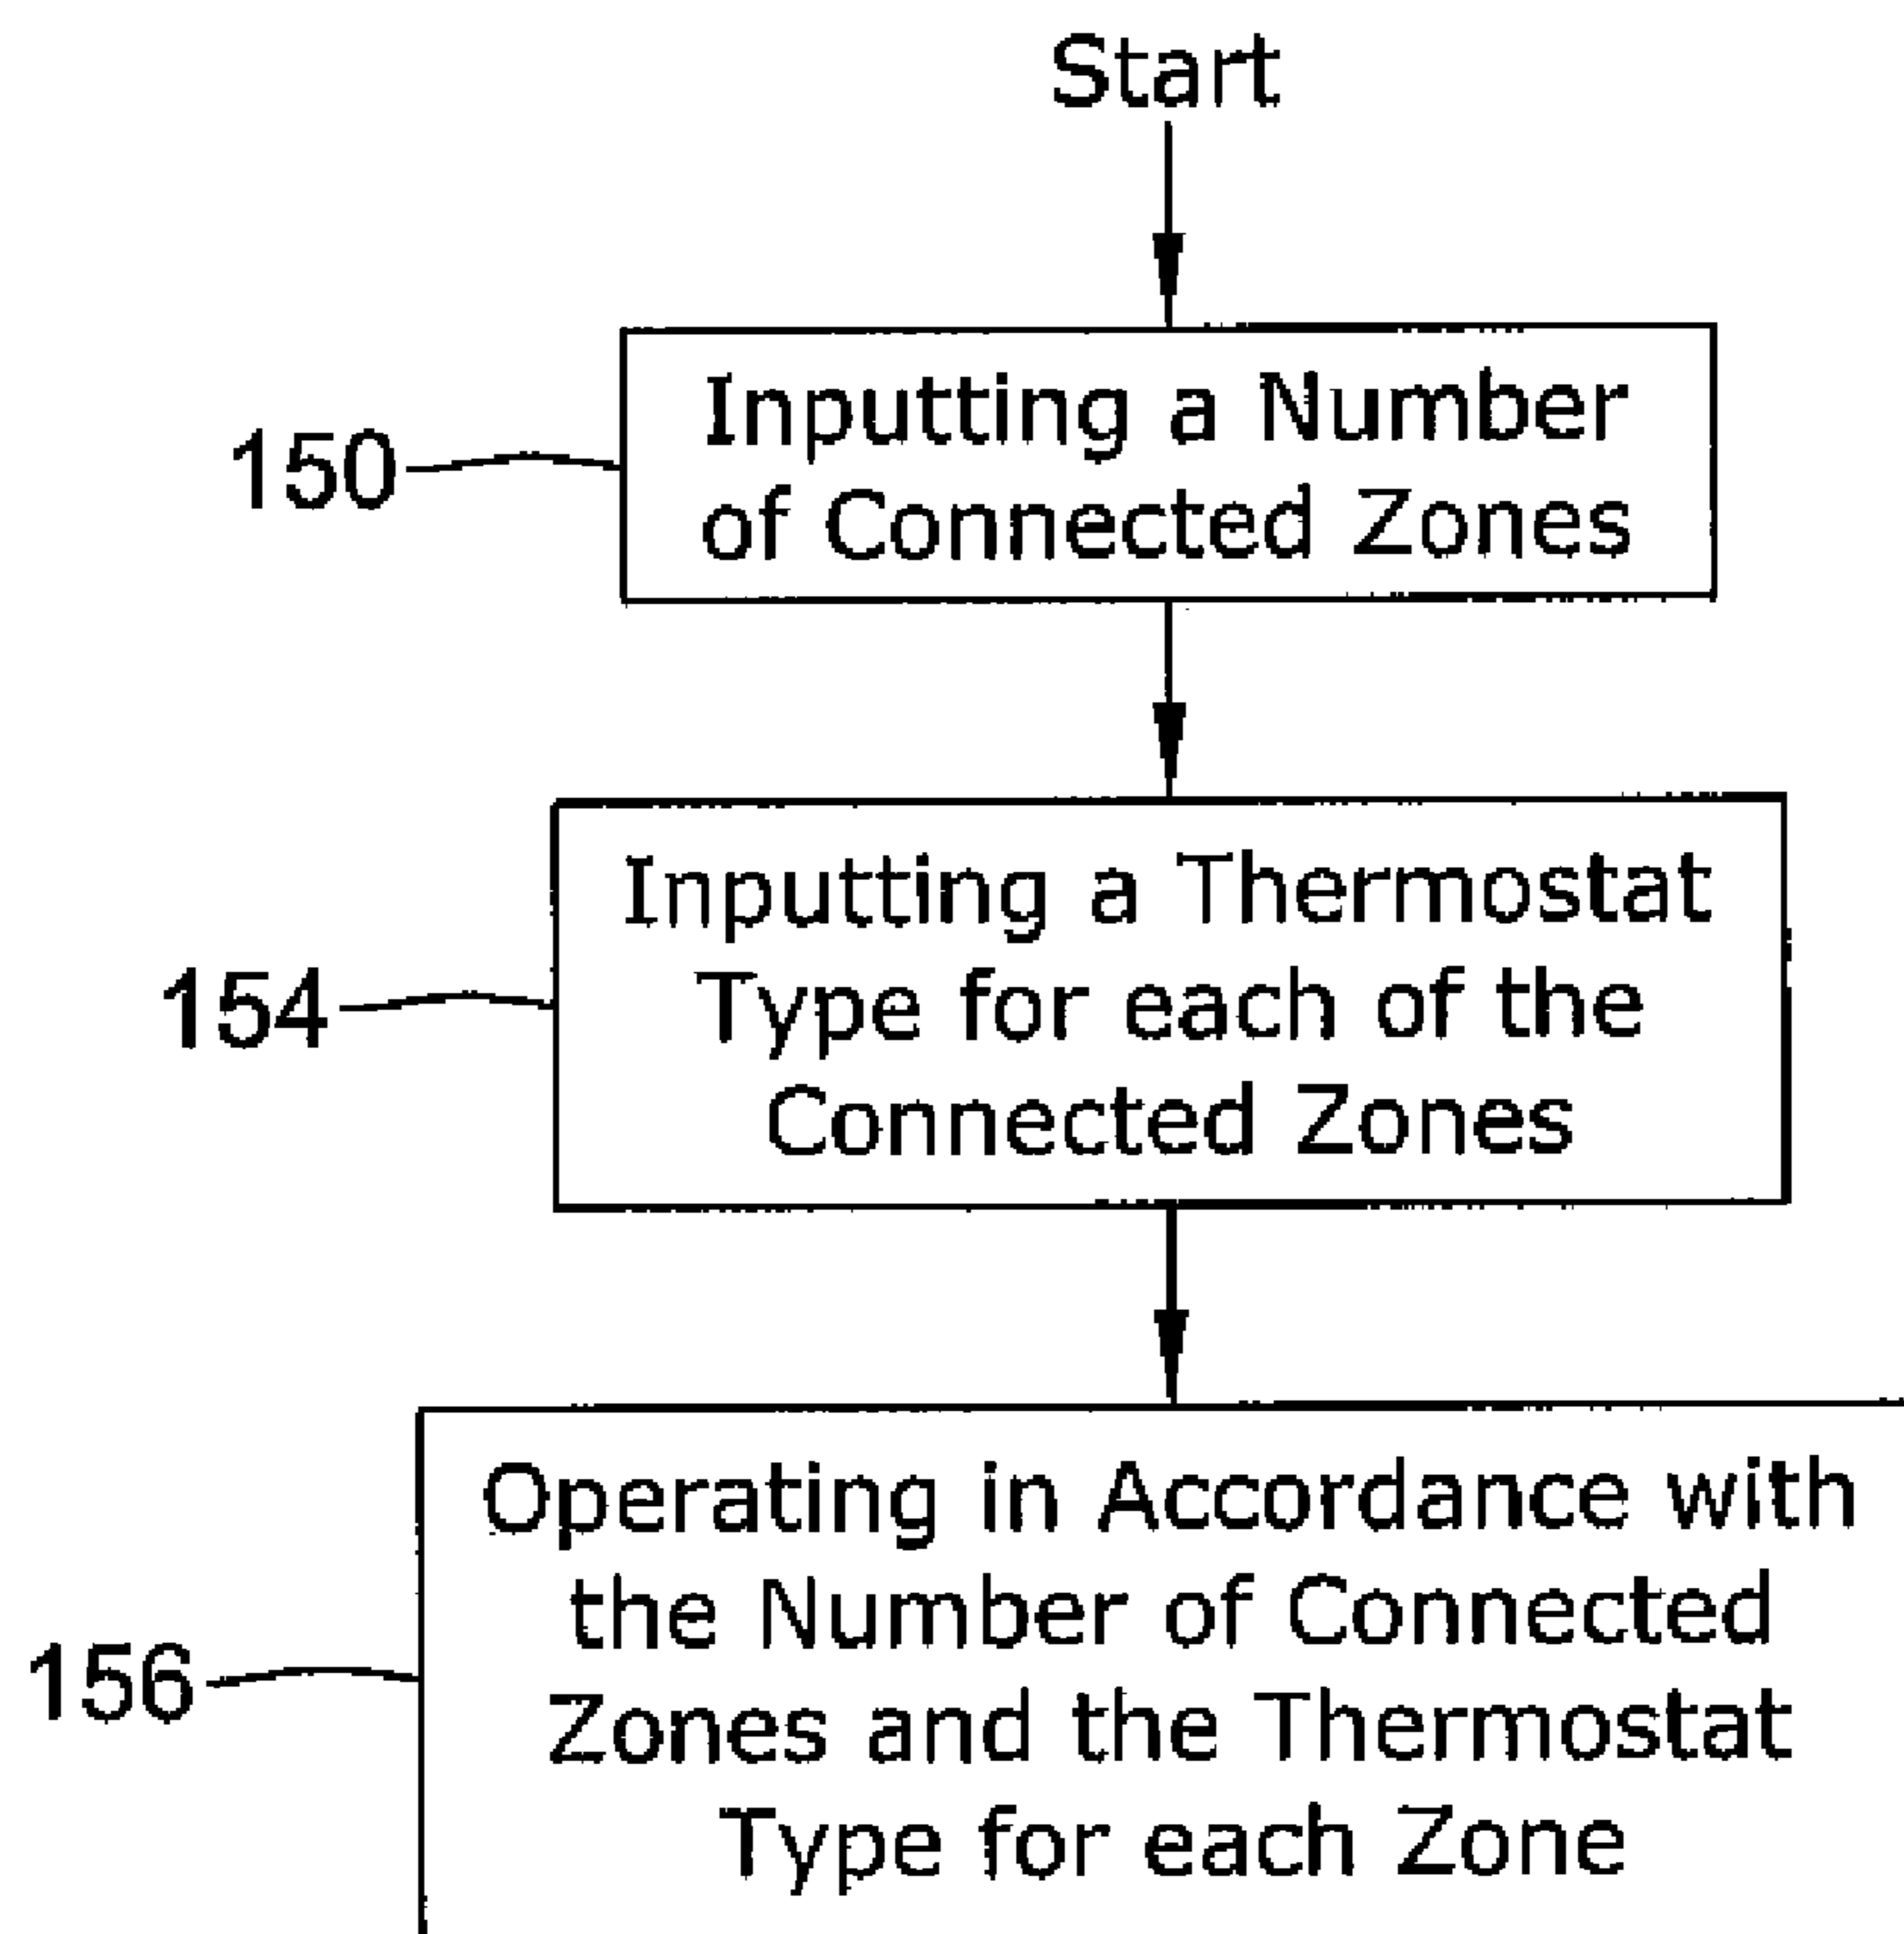 Start
Inputting a Number
of Connected Zones
150
Inputting a Thermostat
Type for each of the
Connected Zones
154
Operating in Accordance with
the Number of Connected
Zones and the Thermostat
Type for each Zone
156